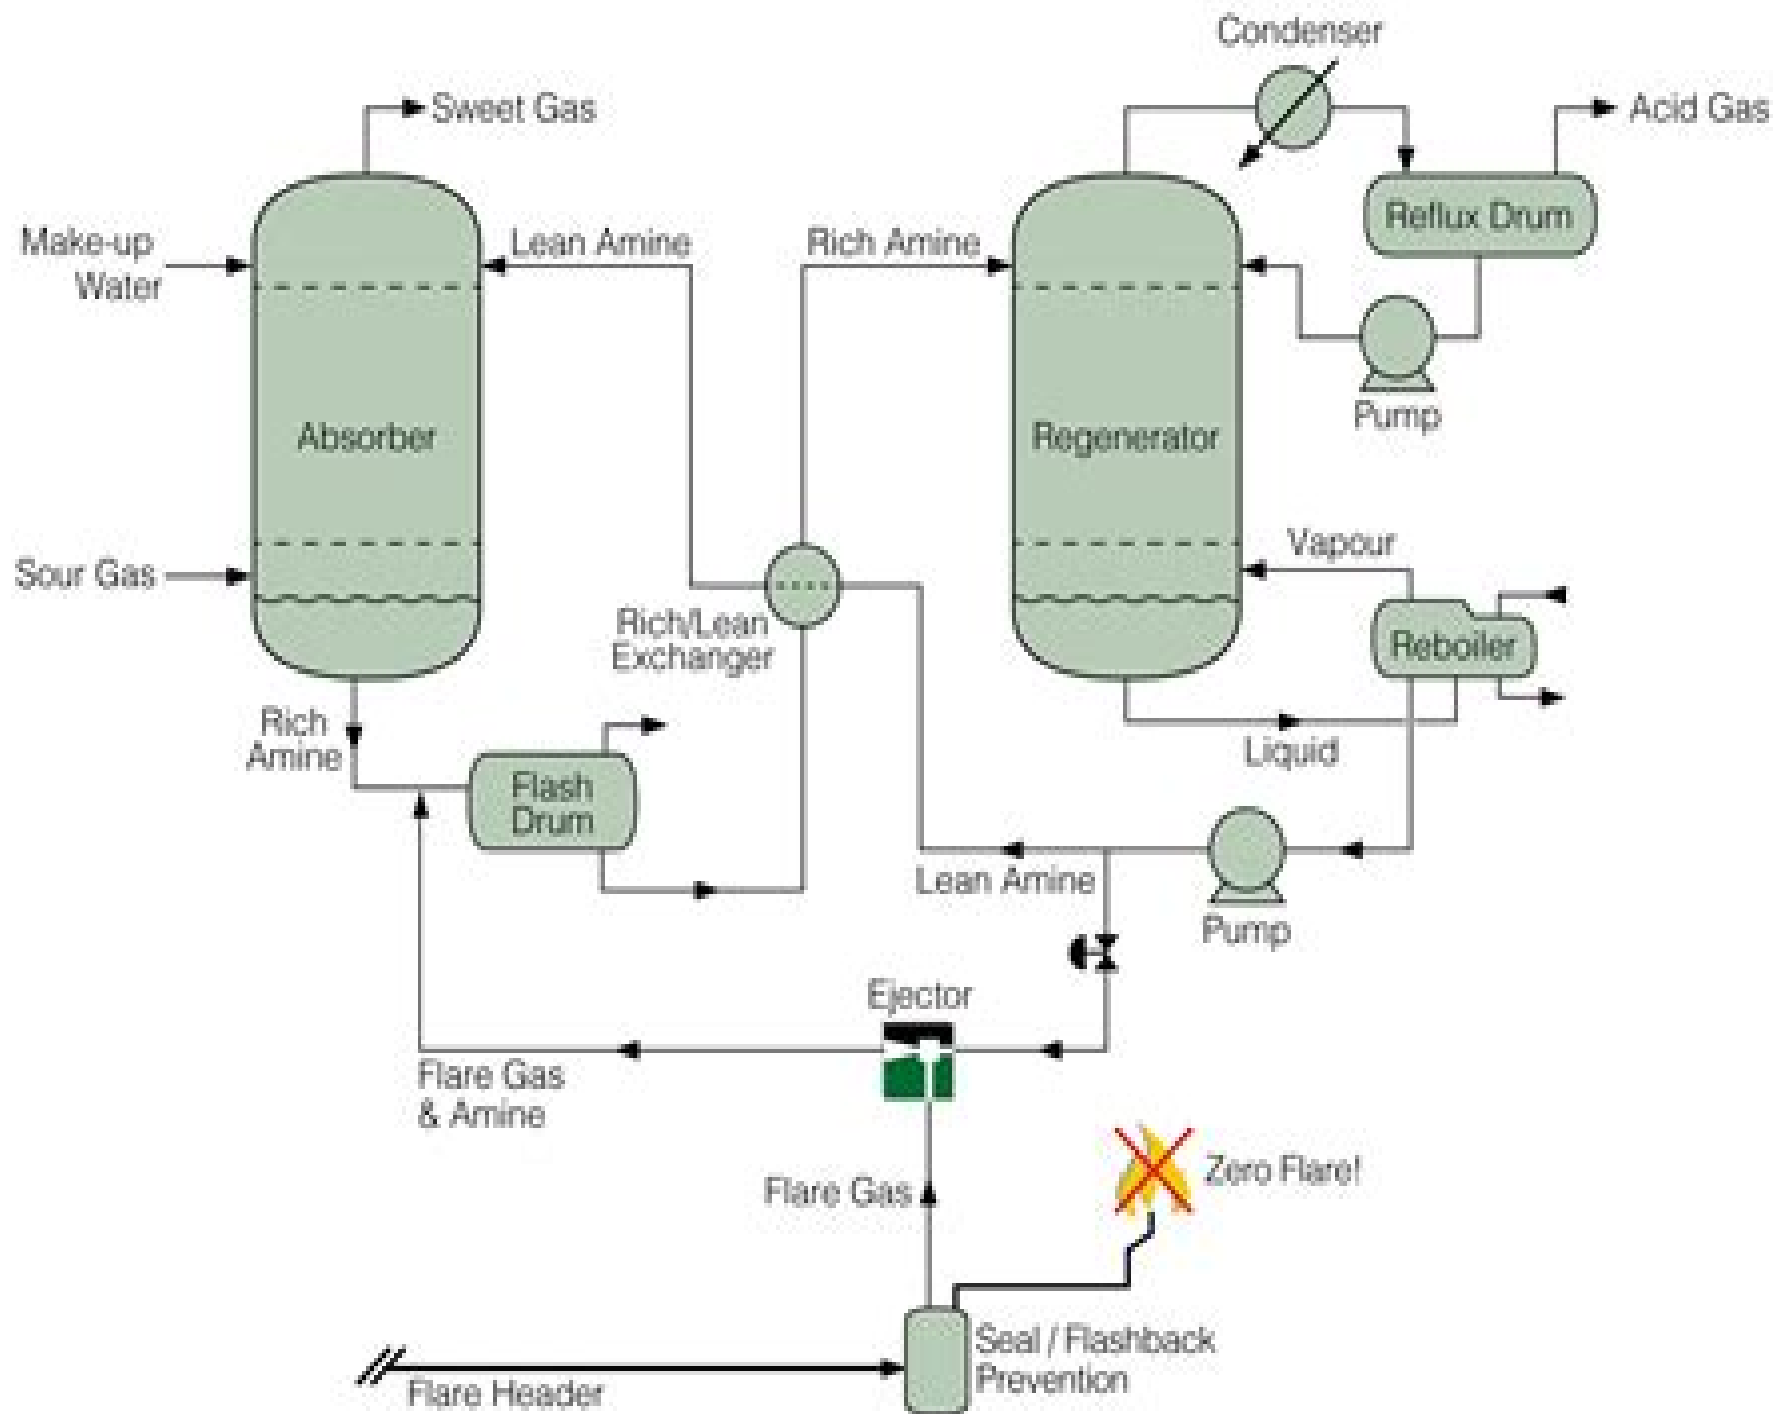 Condenser
Sweet Gas
Acid Gas
Reflux Drum
Make-up
Water
Lean Amine
Rich Amine
Pump
Absorber
Regenerator
Vapour
Sour Gas
Rich/Lean
Exchanger
Reboiler
Rich
Amine
Liquid
Flash
Drum
Lean Amine
Pump
Ejector
Flare Gas
& Amine
Zero Flare!
Flare Gas
Seal / Flashback
Prevention
Flare Header